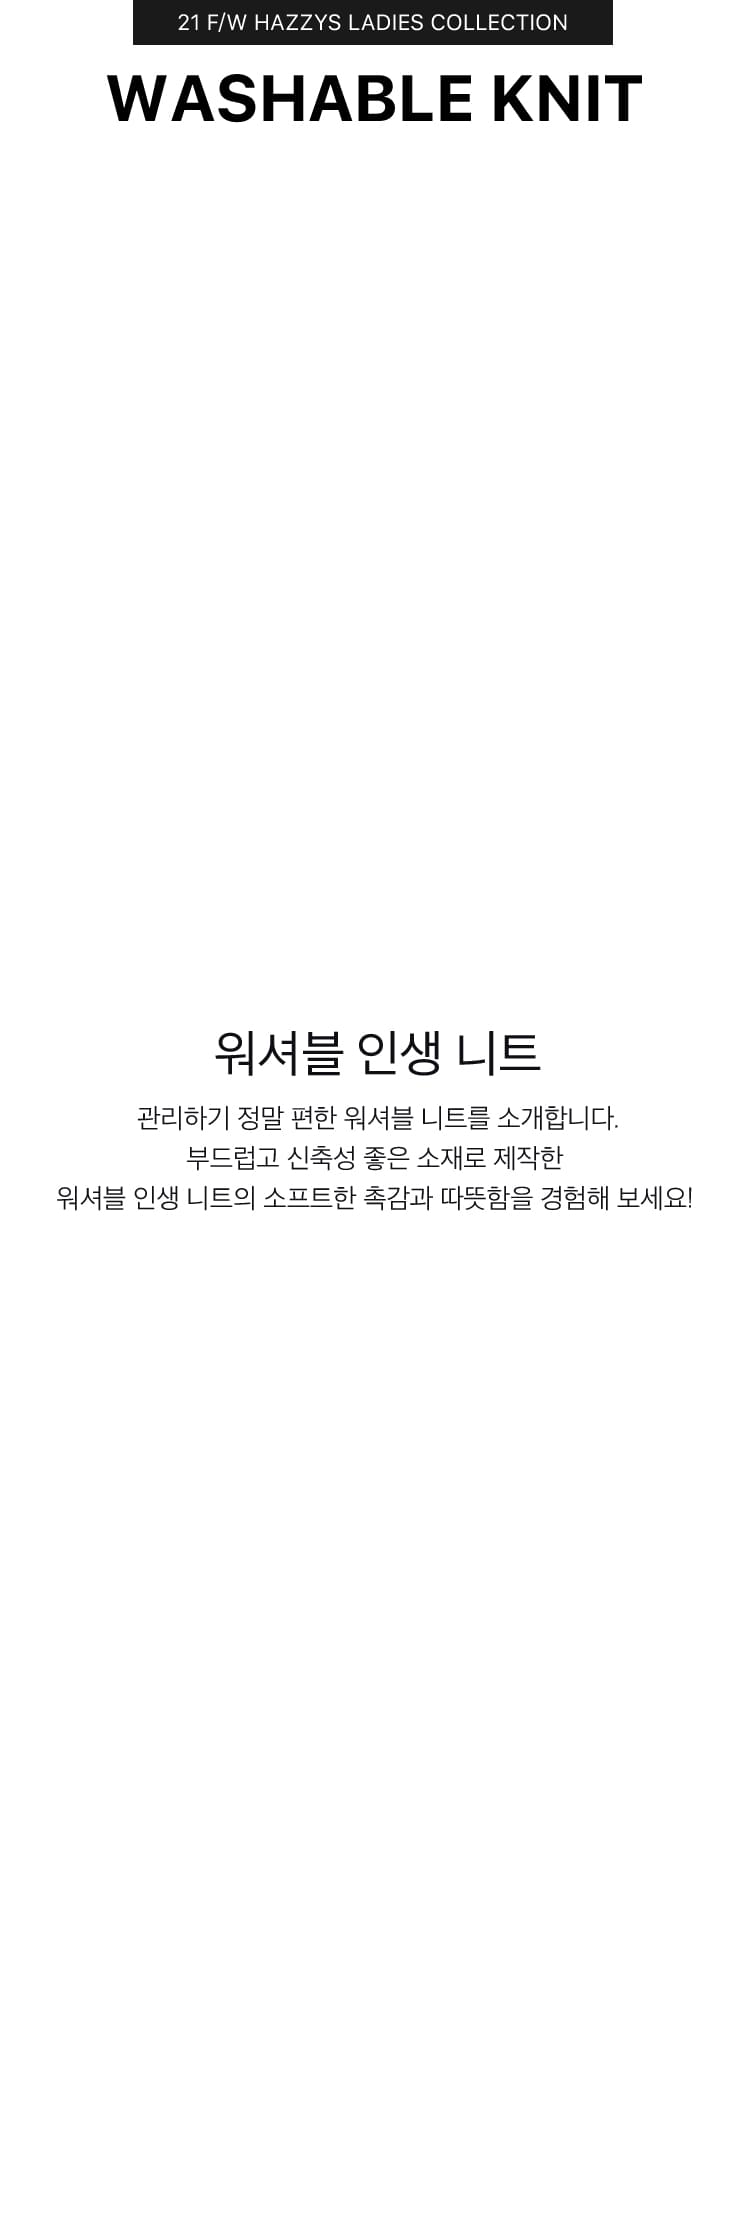 21 F/W HAZZYS LADIES COLLECTION
WASHABLE KNIT
워셔블 인생 니트
관리하기 정말 편한 워셔블 니트를 소개합니다.
부드럽고 신축성 좋은 소재로 제작한
워셔블 인생 니트의 소프트한 촉감과 따뜻함을 경험해 보세요!